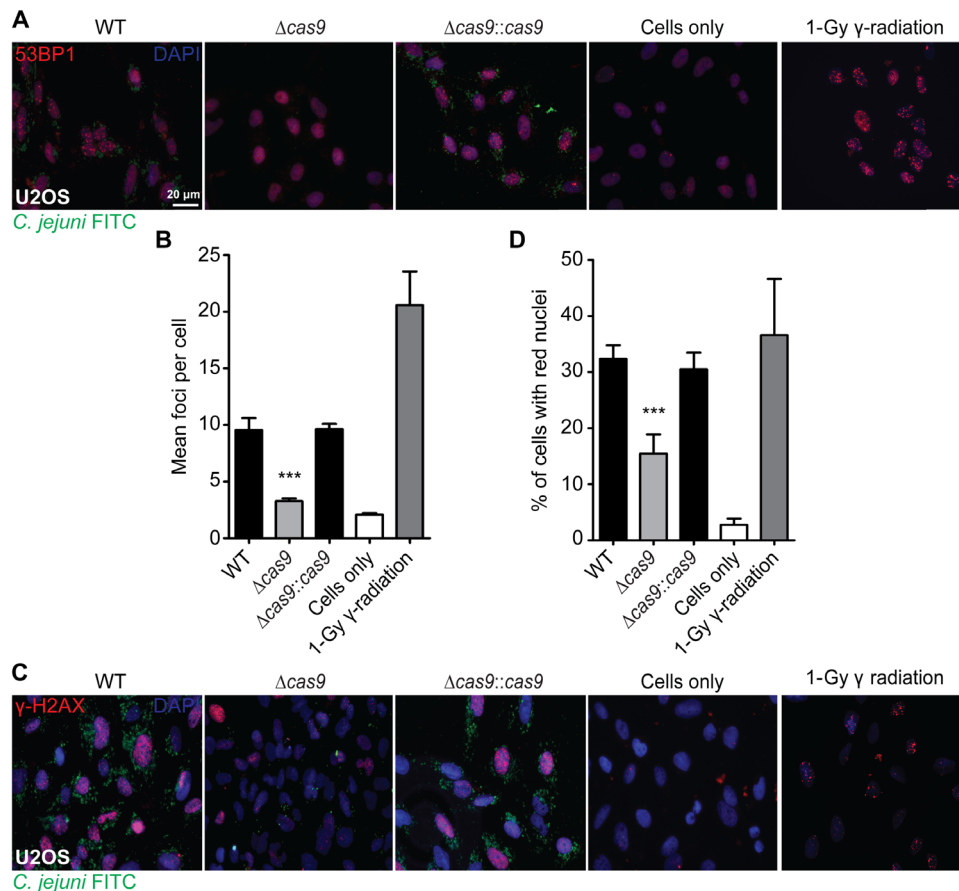 A
WT
Δcas9
Δcas9::cas9
Cells only
1-Gy γ-radiation
53BP1
DAPI
U2OS
20 µm
C. jejuni FITC
B
Mean foci per cell
25
20
15
10
5
0
***
WT
Δcas9
Δcas9::cas9
Cells only
1-Gy γ-radiation
D
% of cells with red nuclei
50
40
30
20
10
0
***
WT
Δcas9
Δcas9::cas9
Cells only
1-Gy γ-radiation
C
WT
Δcas9
Δcas9::cas9
Cells only
1-Gy γ radiation
γ-H2AX
DAPI
U2OS
C. jejuni FITC